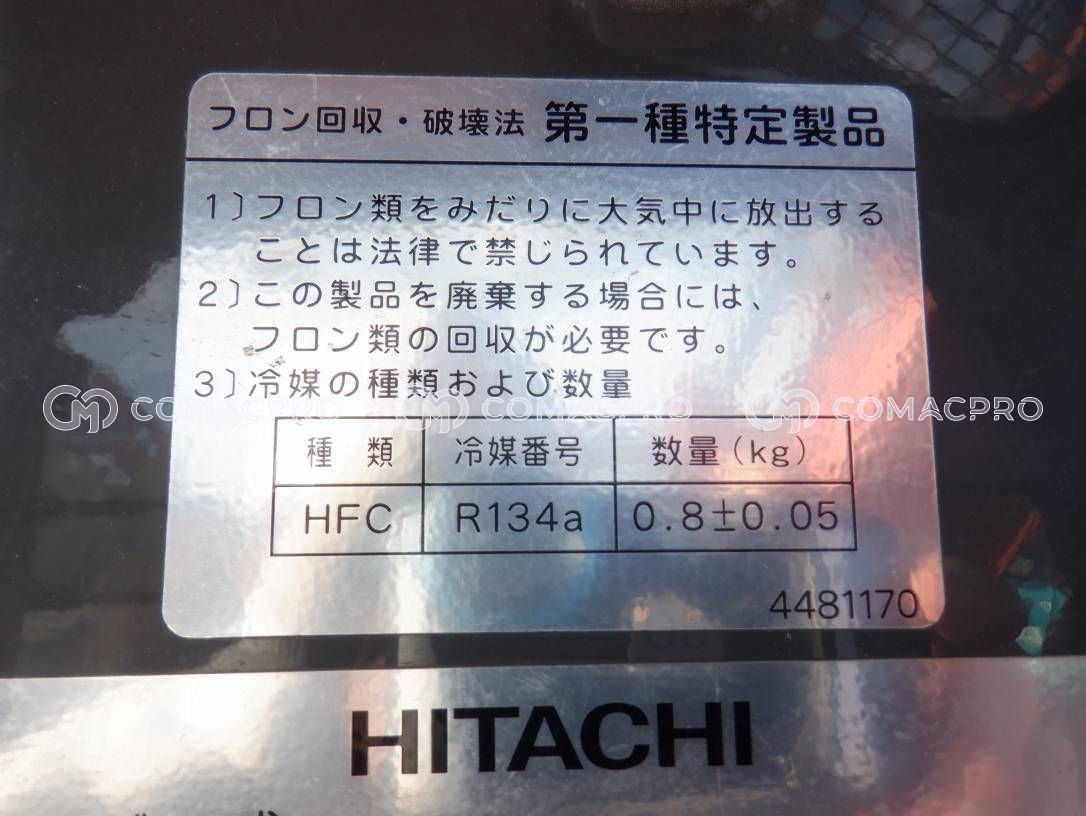 フロン回収・破壊法 第一種特定製品
1)フロン類をみだりに大気中に放出する
ことは法律で禁じられています。
2)この製品を廃棄する場合には、
フロン類の回収が必要です。
3)冷媒の種類および数量
COMACPRO COMACPRO COMACPRO
種 類 冷媒番号 数量(kg)
HFC R134a 0.8±0.05
4481170
HITACHI